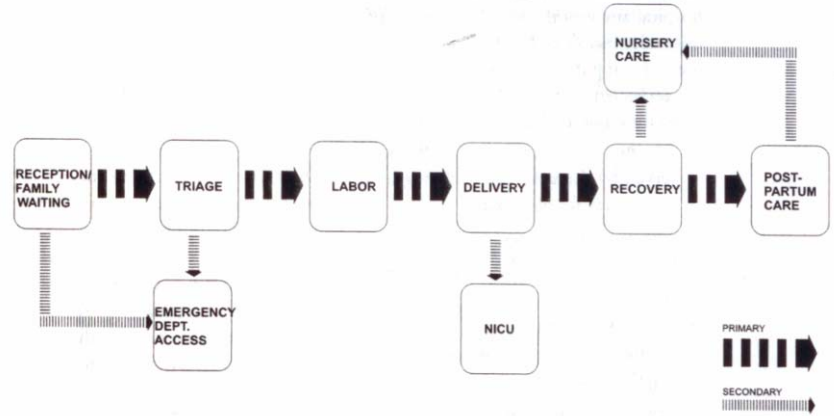 NURSERY
CARE
RECEPTION/
FAMILY
WAITING
TRIAGE
LABOR
DELIVERY
RECOVERY
POST-
PARTUM
CARE
EMERGENCY
DEPT.
ACCESS
NICU
PRIMARY
SECONDARY